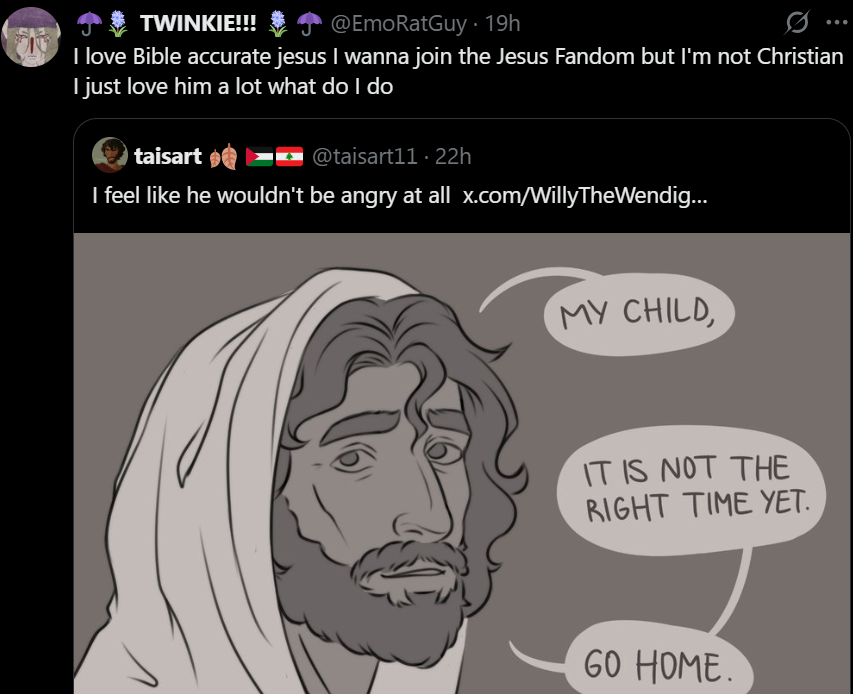 ☂️🪻 TWINKIE!!! 🪻☂️ @EmoRatGuy · 19h
I love Bible accurate jesus I wanna join the Jesus Fandom but I'm not Christian
I just love him a lot what do I do
taisart 🍂🇵🇸🇱🇧 @taisart11 · 22h
I feel like he wouldn't be angry at all x.com/WillyTheWendig...
MY CHILD,
IT IS NOT THE
RIGHT TIME YET.
GO HOME.